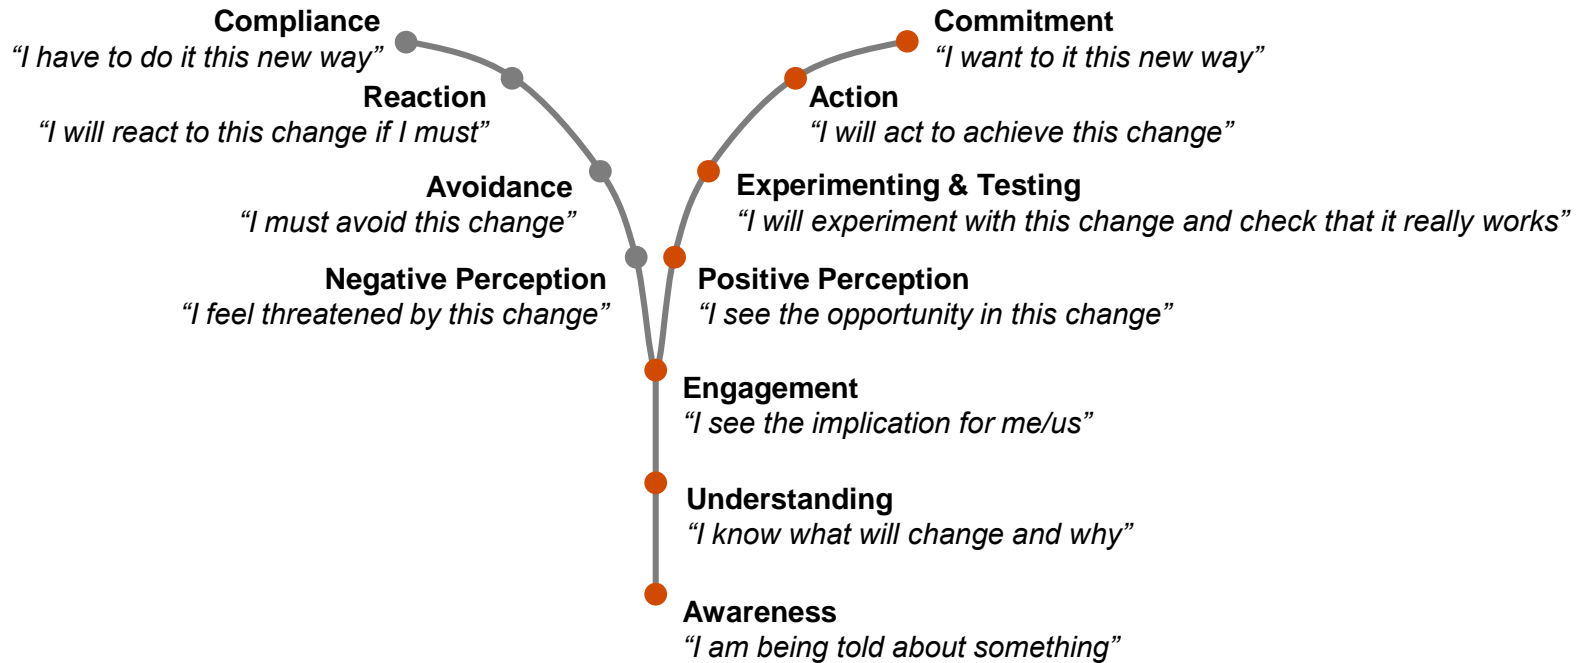 Compliance
“I have to do it this new way”
Reaction
“I will react to this change if I must”
Avoidance
“I must avoid this change”
Negative Perception
“I feel threatened by this change”
Commitment
“I want to it this new way”
Action
“I will act to achieve this change”
Experimenting & Testing
“I will experiment with this change and check that it really works”
Positive Perception
“I see the opportunity in this change”
Engagement
“I see the implication for me/us”
Understanding
“I know what will change and why”
Awareness
“I am being told about something”